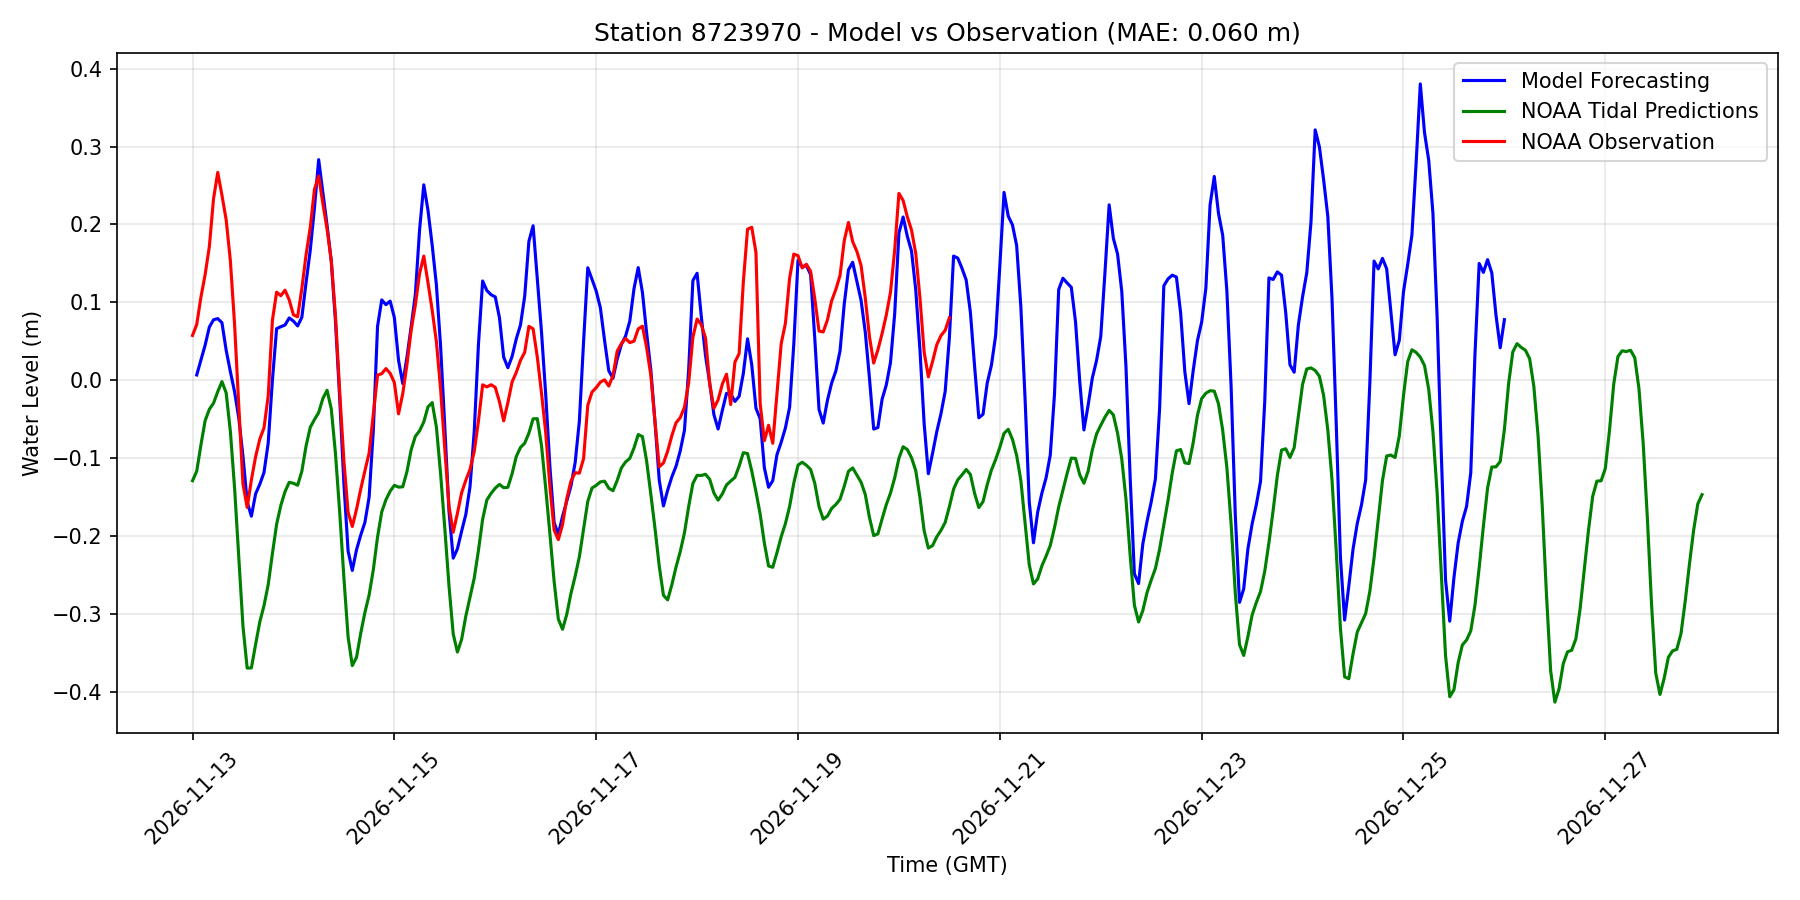 Station 8723970 - Model vs Observation (MAE: 0.060 m)
Model Forecasting
NOAA Tidal Predictions
NOAA Observation
Water Level (m)
0.4
0.3
0.2
0.1
0.0
−0.1
−0.2
−0.3
−0.4
2026-11-13
2026-11-15
2026-11-17
2026-11-19
2026-11-21
2026-11-23
2026-11-25
2026-11-27
Time (GMT)